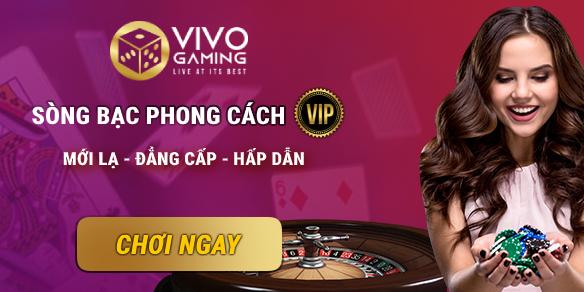 VIVO
GAMING
LIVE AT ITS BEST
SÒNG BẠC PHONG CÁCH VIP
MỚI LẠ - ĐẲNG CẤP - HẤP DẪN
CHƠI NGAY